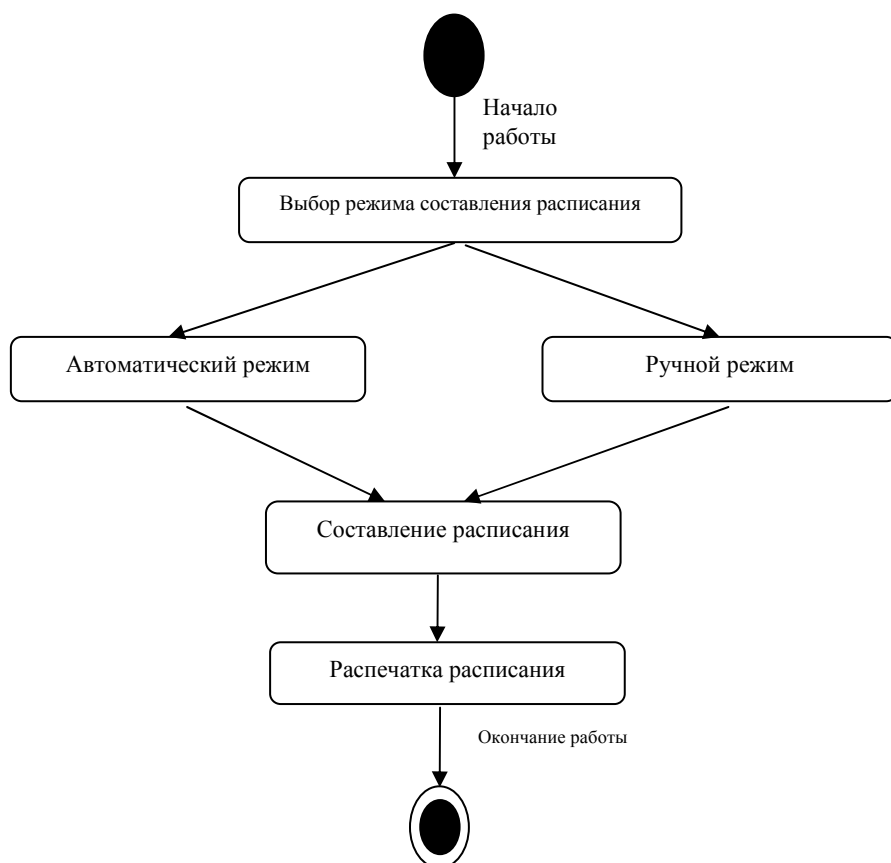 Начало
работы
Выбор режима составления расписания
Автоматический режим
Ручной режим
Составление расписания
Распечатка расписания
Окончание работы